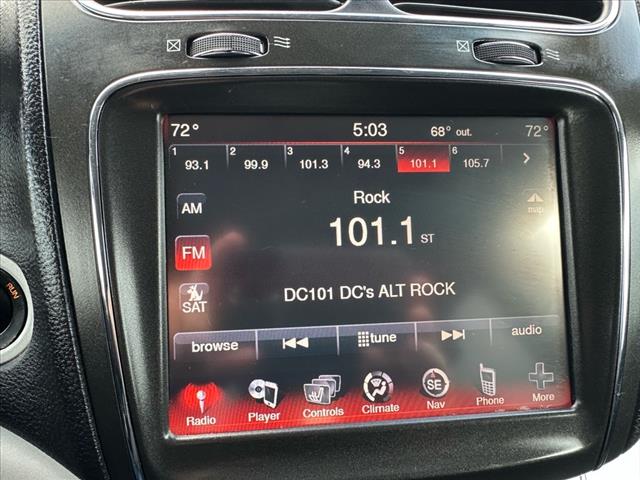 72° 5:03 68° out. 72°
1 2 3 4 5 6
93.1 99.9 101.3 94.3 101.1 105.7 >
Rock
AM
map
101.1 ST
FM
SAT
DC101 DC's ALT ROCK
browse tune audio
Radio Player Controls Climate Nav Phone More
SE
RUN